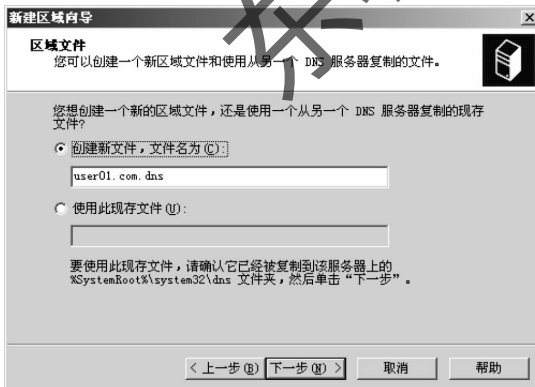 新建区域向导
区域文件
您可以创建一个新区域文件和使用从另一个 DNS 服务器复制的文件。
您想创建一个新的区域文件，还是使用一个从另一个 DNS 服务器复制的现存
文件?
创建新文件，文件名为(C):
user01.com.dns
使用此现存文件(U):
要使用此现存文件，请确认它已经被复制到该服务器上的
%SystemRoot%\system32\dns 文件夹，然后单击“下一步”。
< 上一步(B) 下一步(N) > 取消 帮助